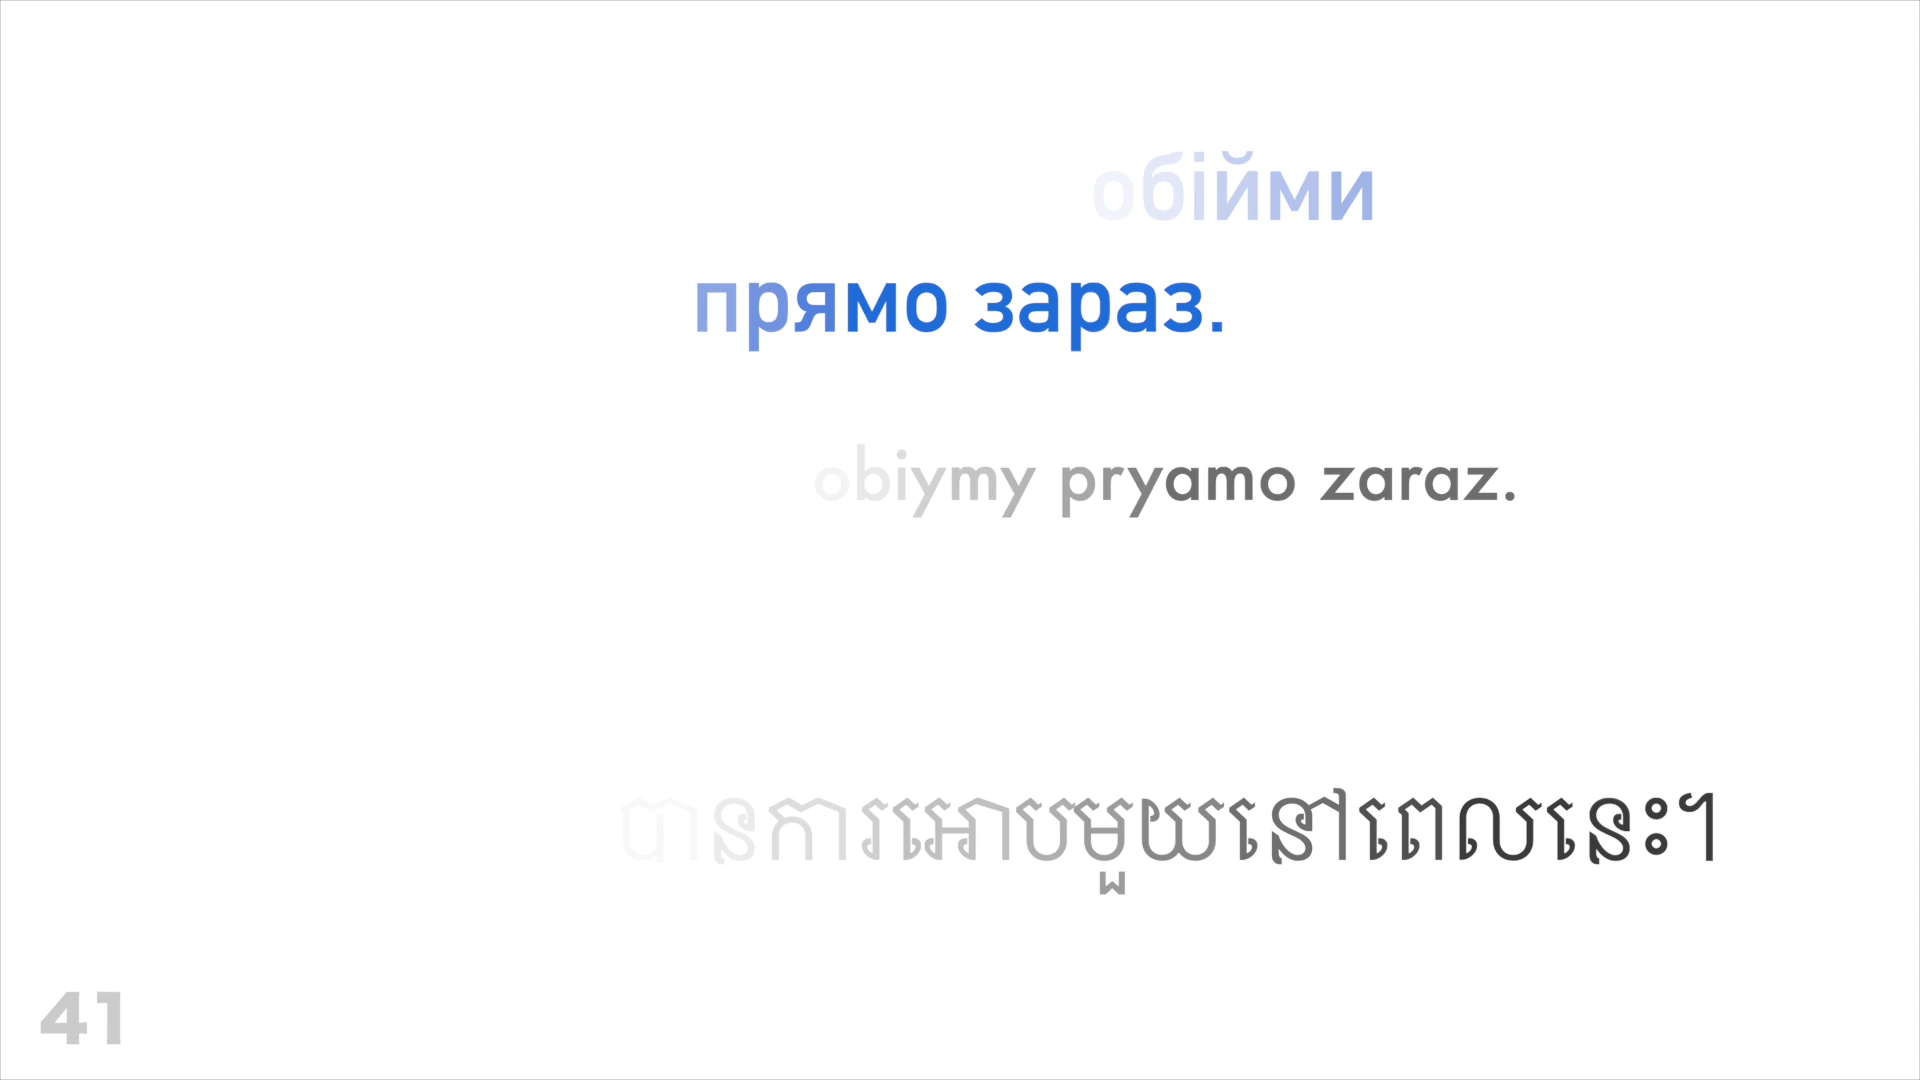 обійми
прямо зараз.
obiymy pryamo zaraz.
បានការអោបមួយនៅពេលនេះ។
41